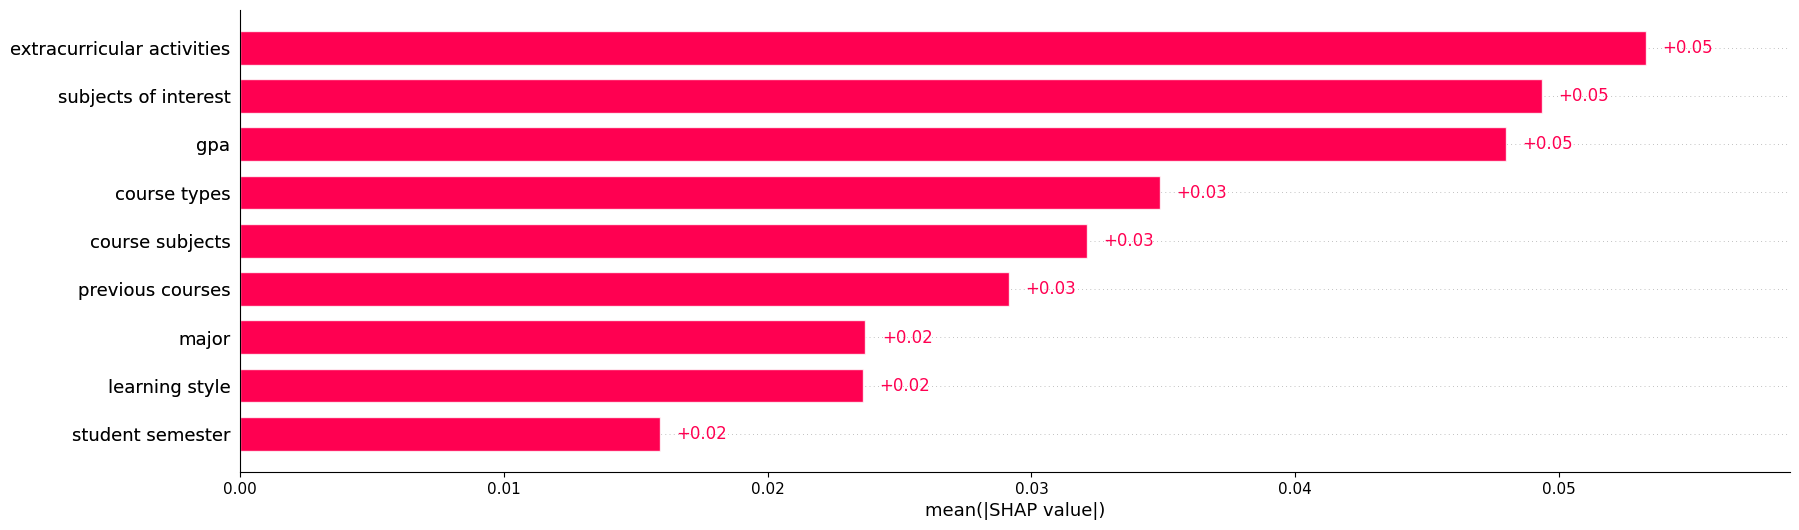 extracurricular activities +0.05
subjects of interest +0.05
gpa +0.05
course types +0.03
course subjects +0.03
previous courses +0.03
major +0.02
learning style +0.02
student semester +0.02
0.00 0.01 0.02 0.03 0.04 0.05
mean(|SHAP value|)